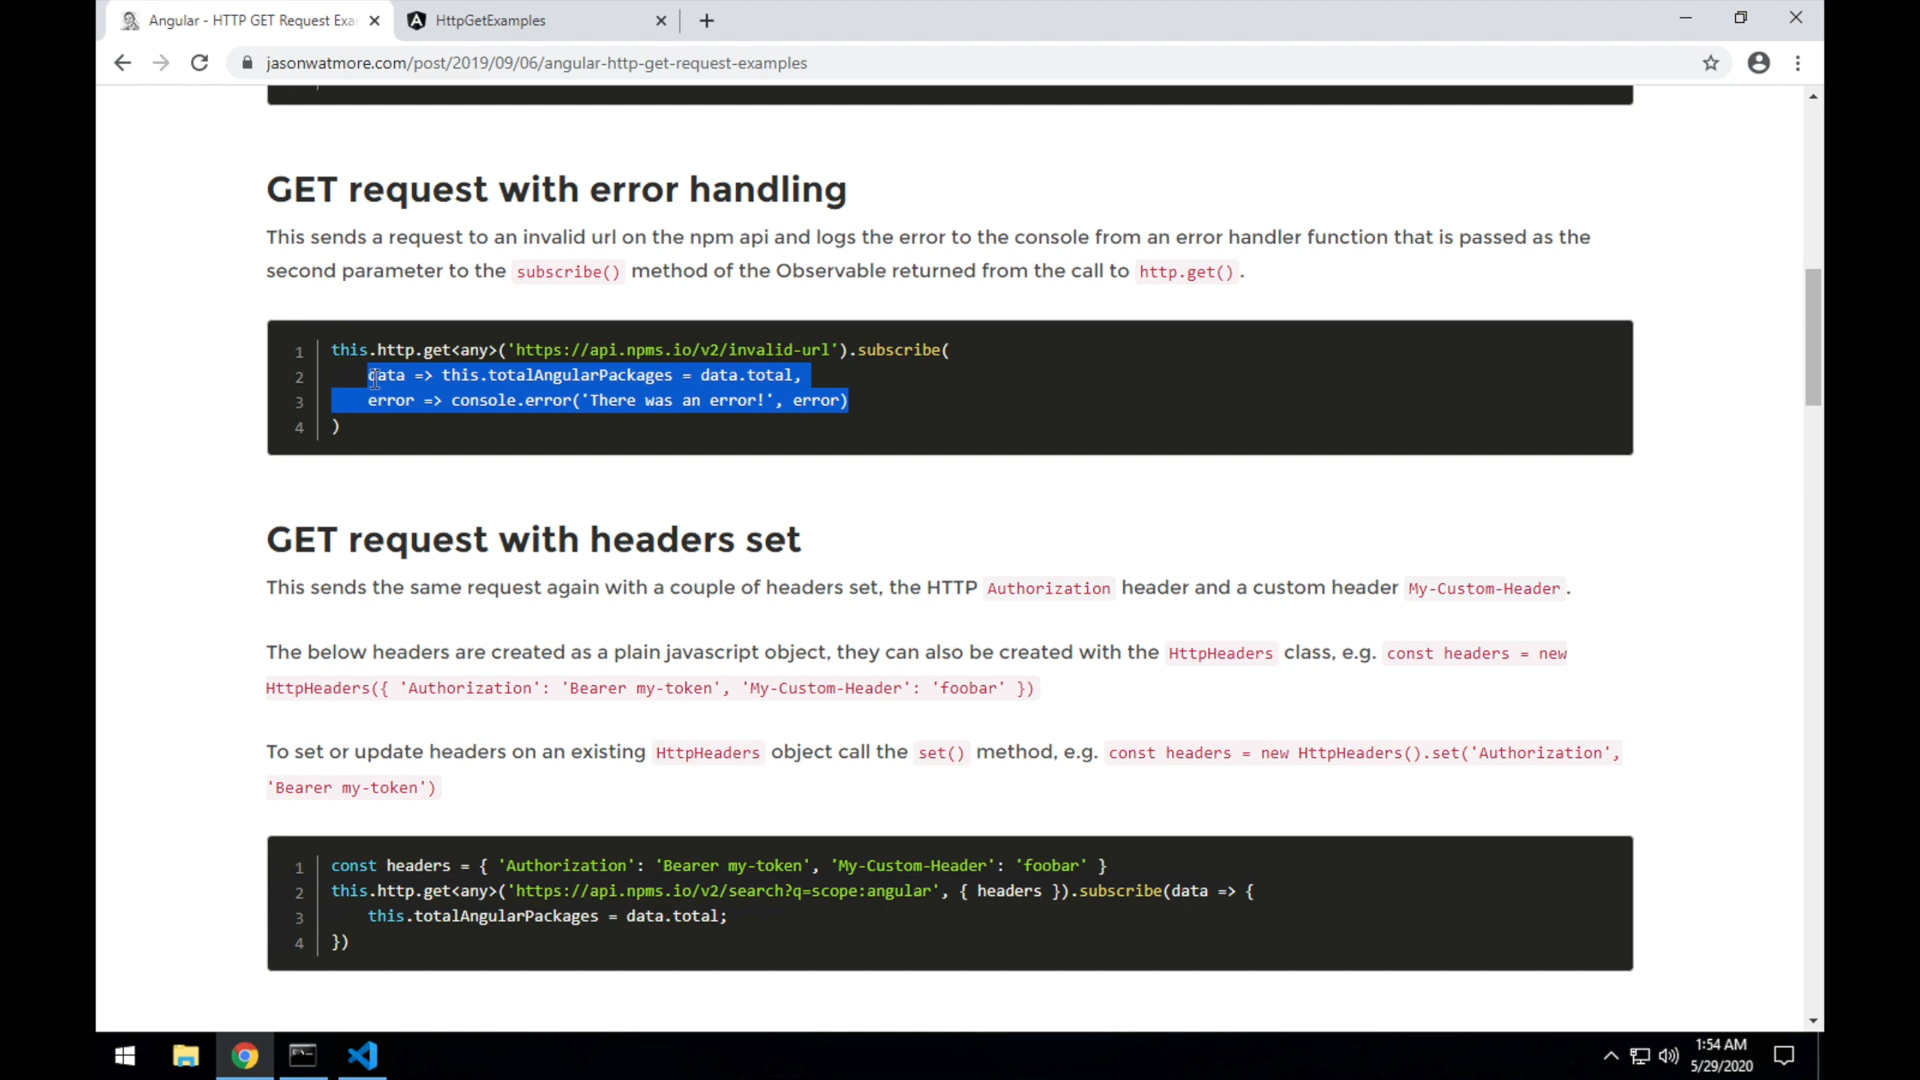 Angular - HTTP GET Request Exa
HttpGetExamples
jasonwatmore.com/post/2019/09/06/angular-http-get-request-examples
GET request with error handling
This sends a request to an invalid url on the npm api and logs the error to the console from an error handler function that is passed as the
second parameter to the subscribe() method of the Observable returned from the call to http.get().
1 this.http.get<any>('https://api.npms.io/v2/invalid-url').subscribe(
2 data => this.totalAngularPackages = data.total,
3 error => console.error('There was an error!', error)
4 )
GET request with headers set
This sends the same request again with a couple of headers set, the HTTP Authorization header and a custom header My-Custom-Header.
The below headers are created as a plain javascript object, they can also be created with the HttpHeaders class, e.g. const headers = new
HttpHeaders({ 'Authorization': 'Bearer my-token', 'My-Custom-Header': 'foobar' })
To set or update headers on an existing HttpHeaders object call the set() method, e.g. const headers = new HttpHeaders().set('Authorization',
'Bearer my-token')
1 const headers = { 'Authorization': 'Bearer my-token', 'My-Custom-Header': 'foobar' }
2 this.http.get<any>('https://api.npms.io/v2/search?q=scope:angular', { headers }).subscribe(data => {
3 this.totalAngularPackages = data.total;
4 })
1:54 AM
5/29/2020